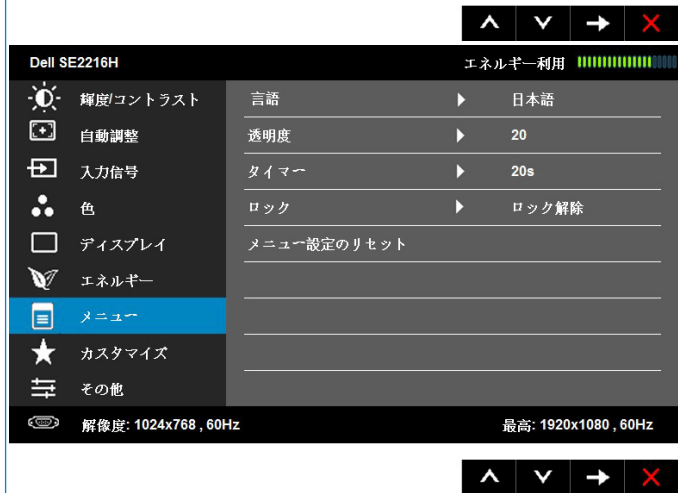 Dell SE2216H エネルギー利用
輝度/コントラスト 言語 日本語
自動調整 透明度 20
入力信号 タイマー 20s
色 ロック ロック解除
ディスプレイ メニュー設定のリセット
エネルギー
メニュー
カスタマイズ
その他
解像度: 1024x768 , 60Hz 最高: 1920x1080 , 60Hz